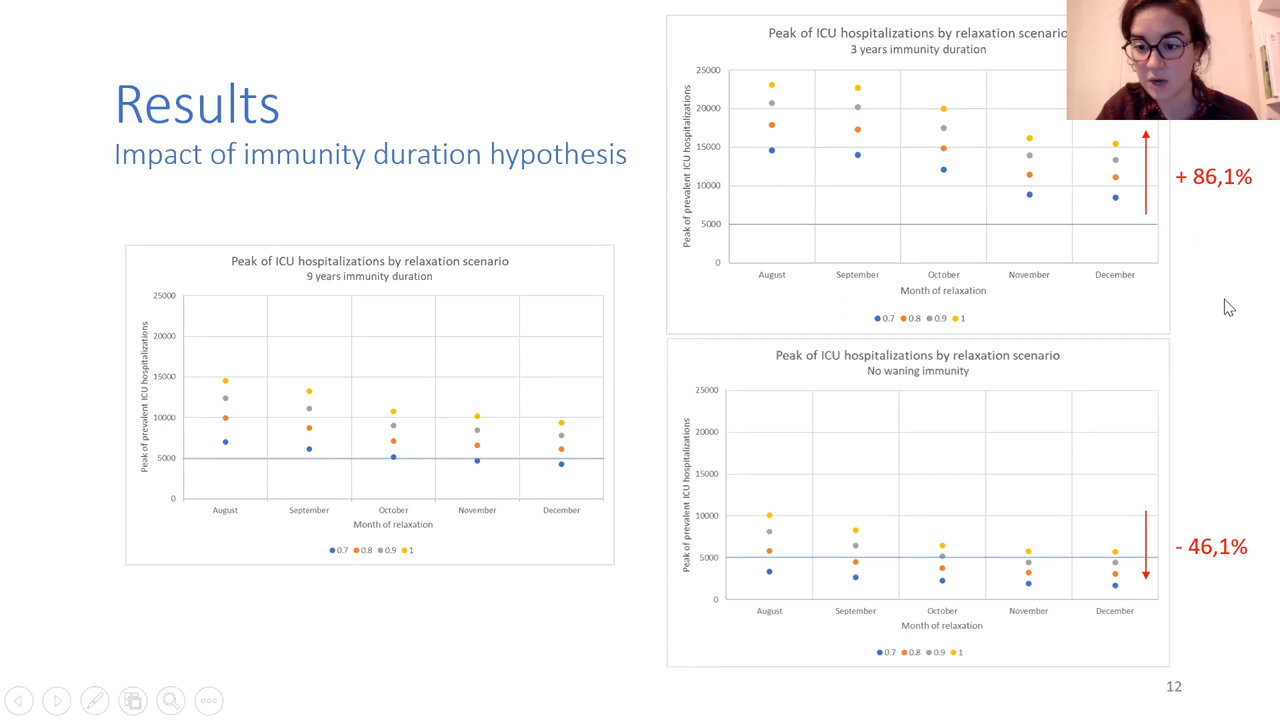 Results
Impact of immunity duration hypothesis
Peak of ICU hospitalizations by relaxation scenario
9 years immunity duration
Peak of prevalent ICU hospitalizations
25000
20000
15000
10000
5000
0
August September October November December
Month of relaxation
0.7 0.8 0.9 1
Peak of ICU hospitalizations by relaxation scenario
3 years immunity duration
Peak of prevalent ICU hospitalizations
25000
20000
15000
10000
5000
0
August September October November December
Month of relaxation
0.7 0.8 0.9 1
+ 86,1%
Peak of ICU hospitalizations by relaxation scenario
No waning immunity
Peak of prevalent ICU hospitalizations
25000
20000
15000
10000
5000
0
August September October November December
Month of relaxation
0.7 0.8 0.9 1
- 46,1%
12